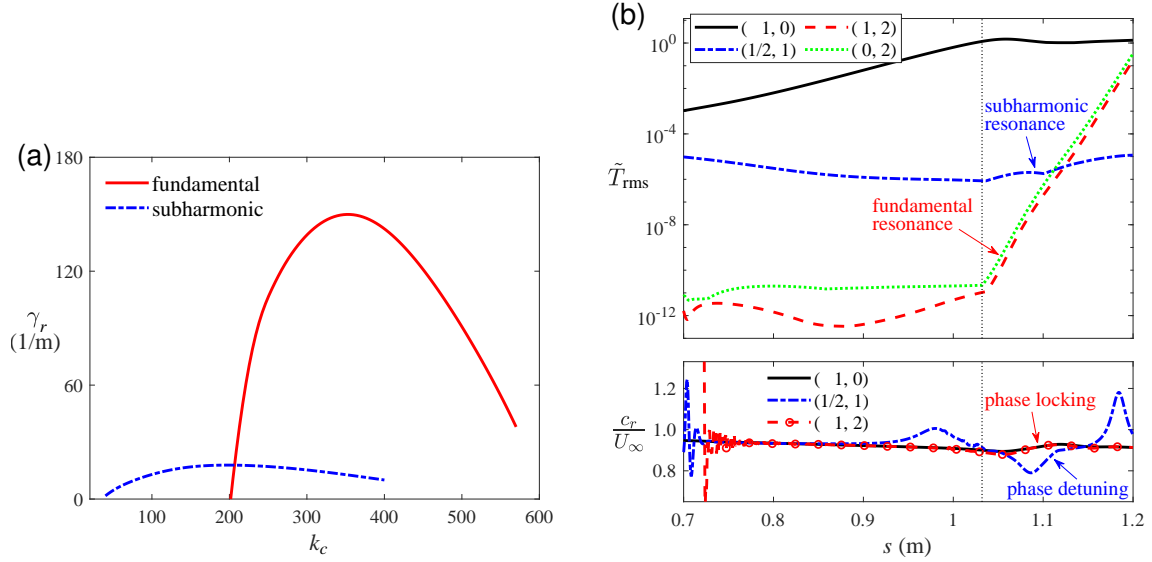 (a)
180
120
60
0
γr
(1/m)
fundamental
subharmonic
100 200 300 400 500 600
kc
(b)
( 1, 0) ( 1, 2)
(1/2, 1) ( 0, 2)
10^0
10^-4
10^-8
10^-12
T̃rms
subharmonic
resonance
fundamental
resonance
1.2
1.0
0.8
cr
U∞
( 1, 0)
(1/2, 1)
( 1, 2)
phase locking
phase detuning
0.7 0.8 0.9 1 1.1 1.2
s (m)